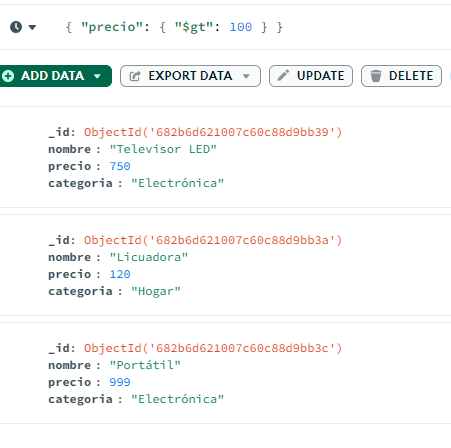 { "precio": { "$gt": 100 } }
ADD DATA EXPORT DATA UPDATE DELETE
_id: ObjectId('682b6d621007c60c88d9bb39')
nombre : "Televisor LED"
precio : 750
categoria : "Electrónica"
_id: ObjectId('682b6d621007c60c88d9bb3a')
nombre : "Licuadora"
precio : 120
categoria : "Hogar"
_id: ObjectId('682b6d621007c60c88d9bb3c')
nombre : "Portátil"
precio : 999
categoria : "Electrónica"